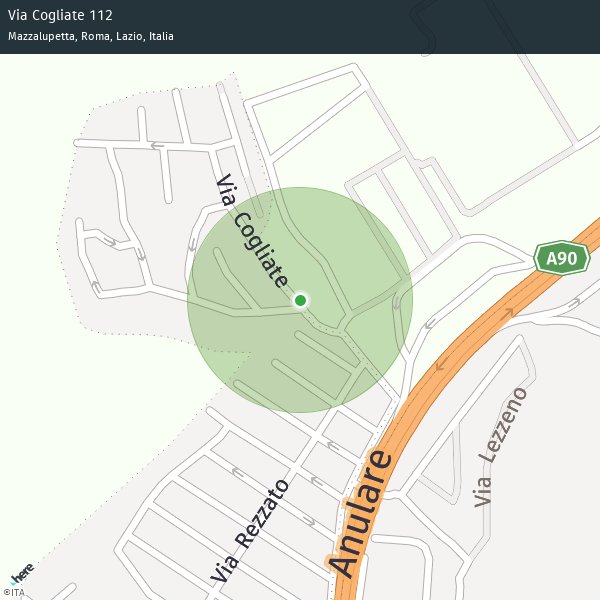 Via Cogliate 112
Mazzalupetta, Roma, Lazio, Italia
Via Cogliate
A90
Via Lezzeno
Anulare
Via Rezzato
here
©ITA